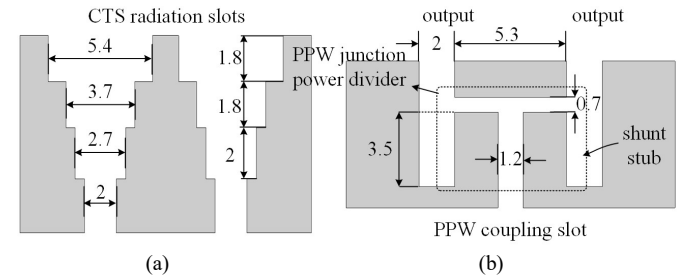 CTS radiation slots
5.4
3.7
2.7
2
1.8
1.8
2
(a)
output
output
2
5.3
PPW junction
power divider
0.7
3.5
1.2
shunt
stub
PPW coupling slot
(b)